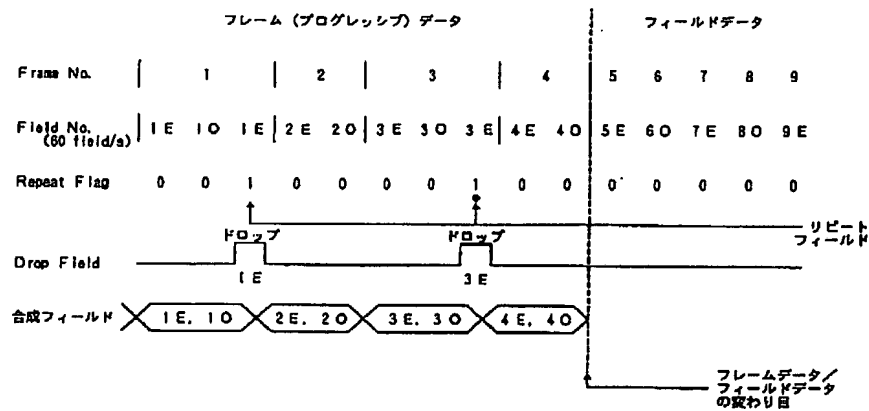 フレーム (プログレッシブ) データ フィールドデータ
Frame No. 1 2 3 4 5 6 7 8 9
Field No. 1E 1O 1E 2E 2O 3E 3O 3E 4E 4O 5E 6O 7E 8O 9E
(60 field/s)
Repeat Flag 0 0 1 0 0 0 0 1 0 0 0 0 0 0 0
リピート
フィールド
ドロップ ドロップ
Drop Field
1E 3E
合成フィールド 1E, 1O 2E, 2O 3E, 3O 4E, 4O
フレームデータ/
フィールドデータ
の変わり目